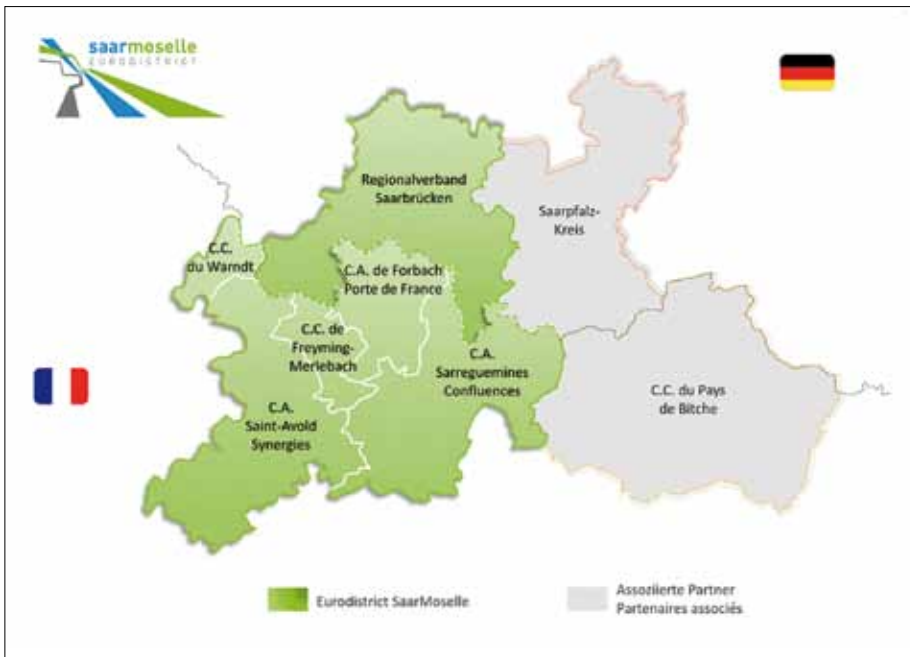 saarmoselle
EURODISTRICT
Regionalverband
Saarbrücken
Saarpfalz-
Kreis
C.C.
du Warndt
C.A. de Forbach
Porte de France
C.C. de
Freyming-
Merlebach
C.A.
Sarreguemines
Confluences
C.C. du Pays
de Bitche
C.A.
Saint-Avold
Synergies
Eurodistrict SaarMoselle
Assoziierte Partner
Partenaires associés